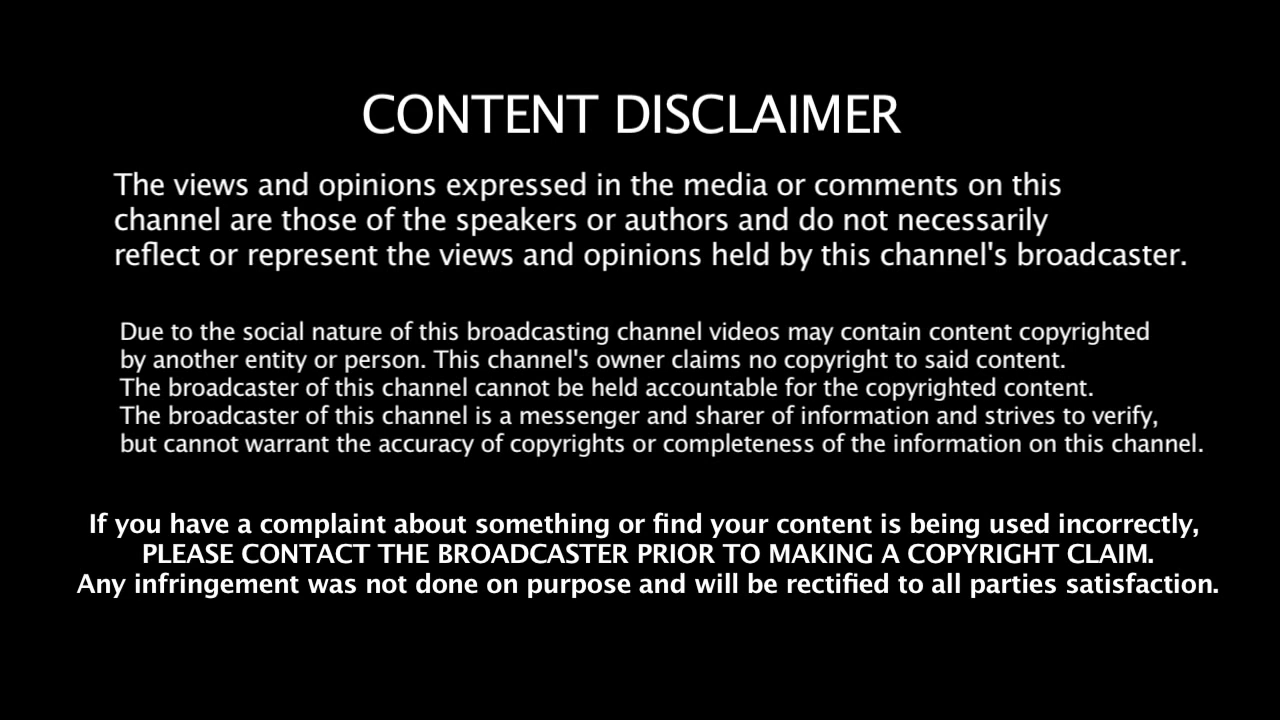 CONTENT DISCLAIMER
The views and opinions expressed in the media or comments on this
channel are those of the speakers or authors and do not necessarily
reflect or represent the views and opinions held by this channel's broadcaster.
Due to the social nature of this broadcasting channel videos may contain content copyrighted
by another entity or person. This channel's owner claims no copyright to said content.
The broadcaster of this channel cannot be held accountable for the copyrighted content.
The broadcaster of this channel is a messenger and sharer of information and strives to verify,
but cannot warrant the accuracy of copyrights or completeness of the information on this channel.
If you have a complaint about something or find your content is being used incorrectly,
PLEASE CONTACT THE BROADCASTER PRIOR TO MAKING A COPYRIGHT CLAIM.
Any infringement was not done on purpose and will be rectified to all parties satisfaction.